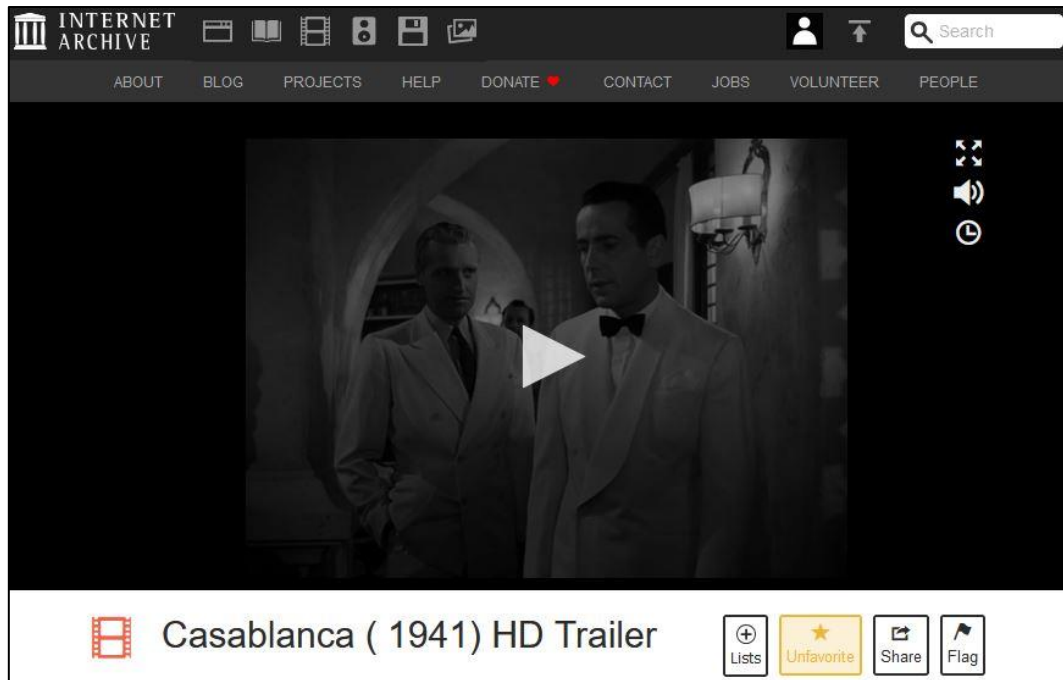 INTERNET
ARCHIVE
Search
ABOUT BLOG PROJECTS HELP DONATE CONTACT JOBS VOLUNTEER PEOPLE
Casablanca ( 1941) HD Trailer
Lists Unfavorite Share Flag